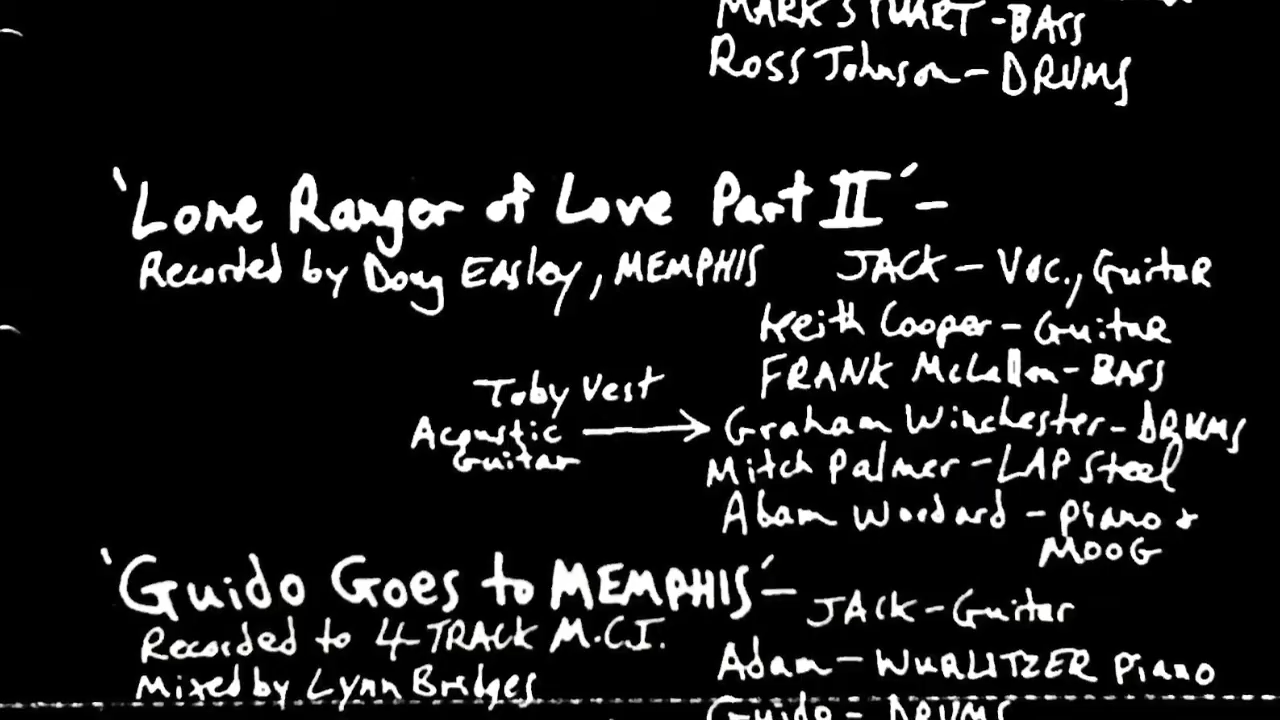 MARK STUART - BASS
Ross Johnson - DRUMS
'Lone Ranger of Love Part II' -
Recorded by Doug Easley, MEMPHIS
JACK - Voc., Guitar
Keith Cooper - Guitar
FRANK McLallen - BASS
Toby Vest
Acoustic Guitar → Graham Winchester - DRUMS
Mitch Palmer - LAP Steel
Adam Woodard - piano &
MOOG
'Guido Goes to MEMPHIS' -
Recorded to 4-TRACK M.C.I.
Mixed by Lynn Bridges
JACK - Guitar
Adam - WURLITZER Piano
Guido - DRUMS